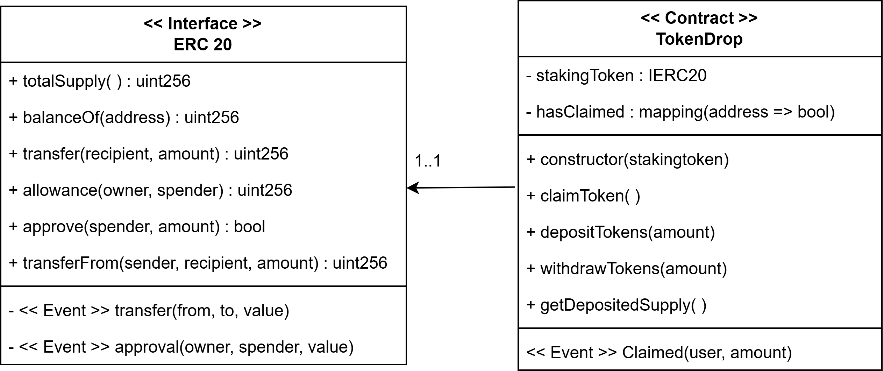 << Interface >>
ERC 20
+ totalSupply( ) : uint256
+ balanceOf(address) : uint256
+ transfer(recipient, amount) : uint256
+ allowance(owner, spender) : uint256
+ approve(spender, amount) : bool
+ transferFrom(sender, recipient, amount) : uint256
- << Event >> transfer(from, to, value)
- << Event >> approval(owner, spender, value)
1..1
<< Contract >>
TokenDrop
- stakingToken : IERC20
- hasClaimed : mapping(address => bool)
+ constructor(stakingtoken)
+ claimToken( )
+ depositTokens(amount)
+ withdrawTokens(amount)
+ getDepositedSupply( )
<< Event >> Claimed(user, amount)